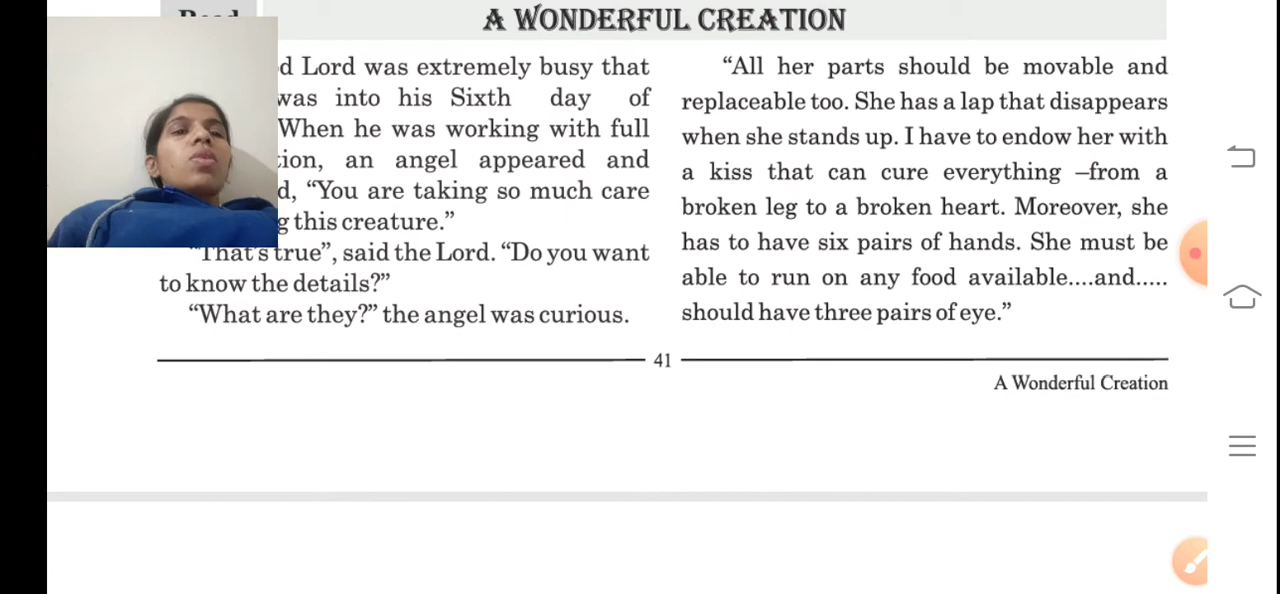 A WONDERFUL CREATION
d Lord was extremely busy that
was into his Sixth day of
When he was working with full
tion, an angel appeared and
d, “You are taking so much care
g this creature.”
“That's true”, said the Lord. “Do you want
to know the details?”
“What are they?” the angel was curious.
“All her parts should be movable and
replaceable too. She has a lap that disappears
when she stands up. I have to endow her with
a kiss that can cure everything –from a
broken leg to a broken heart. Moreover, she
has to have six pairs of hands. She must be
able to run on any food available....and.....
should have three pairs of eye.”
41
A Wonderful Creation